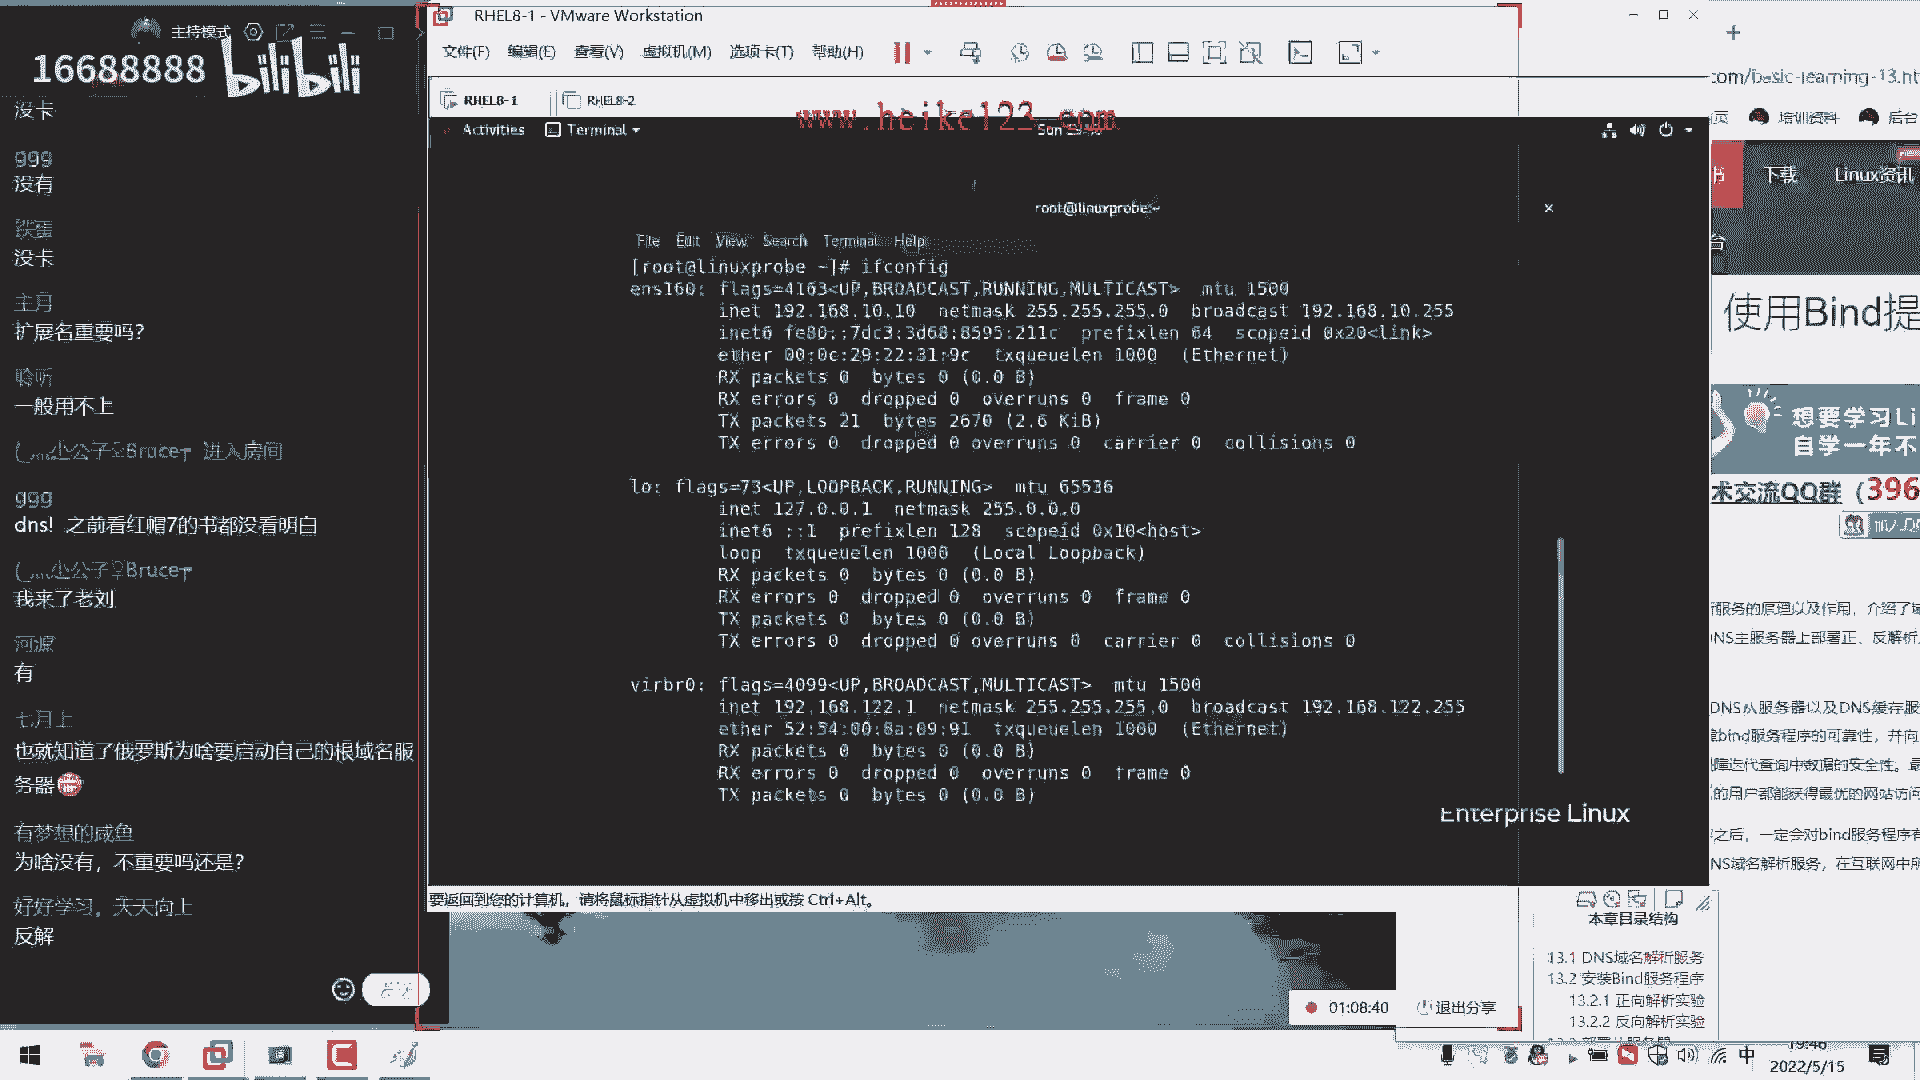 主持模式
16688888 bilibili
没卡
ggg
没有
铁蛋
没卡
主月
扩展名重要吗?
聆听
一般用不上
进入房间
ggg
dns! 之前看红帽7的书都没看明白
我来了老刘
河源
有
七月上
也就知道了俄罗斯为啥要启动自己的根域名服
务器
有梦想的咸鱼
为啥没有，不重要吗还是?
好好学习，天天向上
反解
RHEL8-1 - VMware Workstation
文件(F) 编辑(E) 查看(V) 虚拟机(M) 选项卡(T) 帮助(H)
RHEL8-1 RHEL8-2
www.heike123.com
Activities Terminal
root@linuxprobe:~
File Edit View Search Terminal Help
[root@linuxprobe ~]# ifconfig
ens160: flags=4163<UP,BROADCAST,RUNNING,MULTICAST> mtu 1500
inet 192.168.10.10 netmask 255.255.255.0 broadcast 192.168.10.255
inet6 fe80::7dc3:3d68:8595:211c prefixlen 64 scopeid 0x20<link>
ether 00:0c:29:22:31:9c txqueuelen 1000 (Ethernet)
RX packets 0 bytes 0 (0.0 B)
RX errors 0 dropped 0 overruns 0 frame 0
TX packets 21 bytes 2670 (2.6 KiB)
TX errors 0 dropped 0 overruns 0 carrier 0 collisions 0
lo: flags=73<UP,LOOPBACK,RUNNING> mtu 65536
inet 127.0.0.1 netmask 255.0.0.0
inet6 ::1 prefixlen 128 scopeid 0x10<host>
loop txqueuelen 1000 (Local Loopback)
RX packets 0 bytes 0 (0.0 B)
RX errors 0 dropped 0 overruns 0 frame 0
TX packets 0 bytes 0 (0.0 B)
TX errors 0 dropped 0 overruns 0 carrier 0 collisions 0
virbr0: flags=4099<UP,BROADCAST,MULTICAST> mtu 1500
inet 192.168.122.1 netmask 255.255.255.0 broadcast 192.168.122.255
ether 52:54:00:8a:09:91 txqueuelen 1000 (Ethernet)
RX packets 0 bytes 0 (0.0 B)
RX errors 0 dropped 0 overruns 0 frame 0
TX packets 0 bytes 0 (0.0 B)
Enterprise Linux
要返回到您的计算机，请将鼠标指针从虚拟机中移出或按 Ctrl+Alt。
01:08:40 退出分享
com/basic-learning-13.ht
页 培训资料 后台
书 下载 Linux资讯
台
使用Bind提
想要学习Li
自学一年不
术交流QQ群（396
服务的原理以及作用，介绍了域
NS主服务器上部署正、反解析
DNS从服务器以及DNS缓存服
bind服务程序的可靠性，并向
障迭代查询中数据的安全性。最
的用户都能获得最优的网站访问
之后，一定会对bind服务程序有
NS域名解析服务，在互联网中所
本章目录结构
13.1 DNS域名解析服务
13.2 安装Bind服务程序
13.2.1 正向解析实验
13.2.2 反向解析实验
中 19:46
2022/5/15